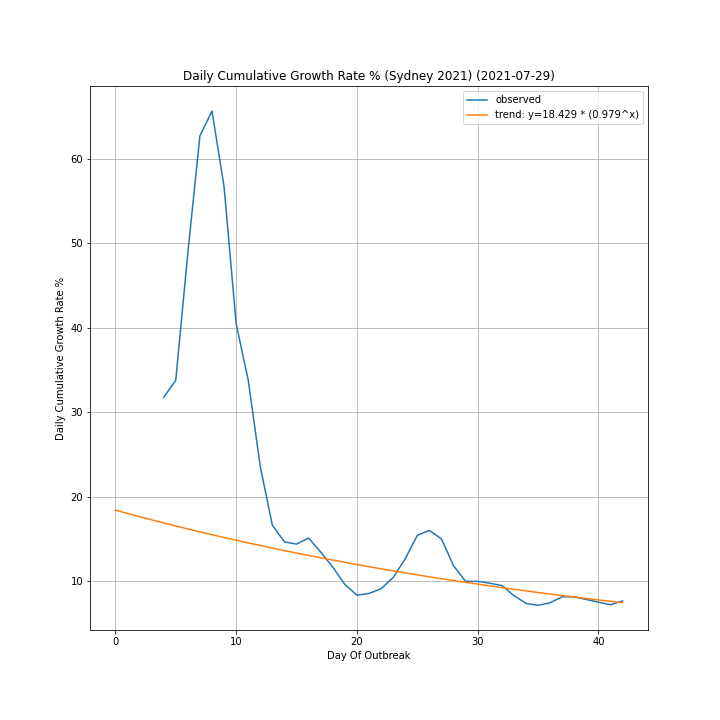 Daily Cumulative Growth Rate % (Sydney 2021) (2021-07-29)
observed
trend: y=18.429 * (0.979^x)
Daily Cumulative Growth Rate %
60
50
40
30
20
10
0 10 20 30 40
Day Of Outbreak